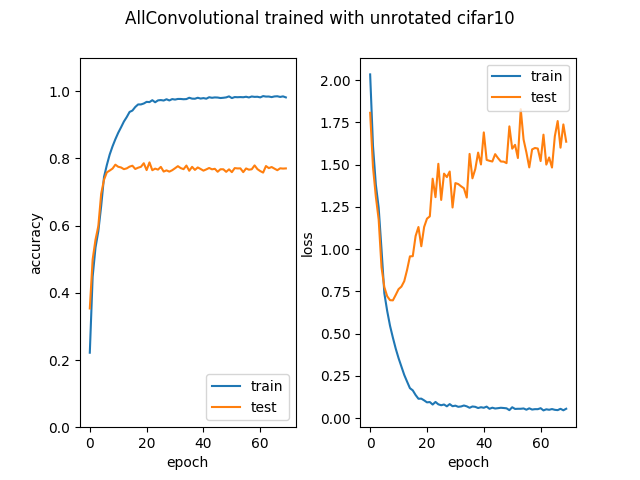 AllConvolutional trained with unrotated cifar10
1.0
0.8
0.6
0.4
0.2
0.0
accuracy
0
20
40
60
epoch
train
test
2.00
1.75
1.50
1.25
1.00
0.75
0.50
0.25
0.00
loss
0
20
40
60
epoch
train
test